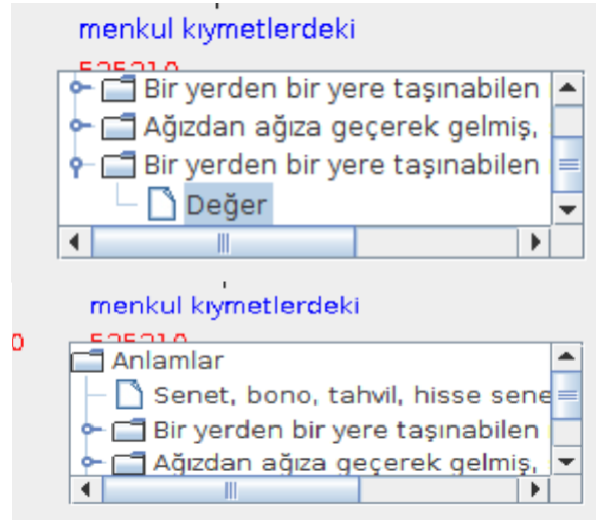 menkul kıymetlerdeki
Bir yerden bir yere taşınabilen
Ağızdan ağıza geçerek gelmiş,
Bir yerden bir yere taşınabilen
Değer
menkul kıymetlerdeki
0
Anlamlar
Senet, bono, tahvil, hisse sene
Bir yerden bir yere taşınabilen
Ağızdan ağıza geçerek gelmiş,